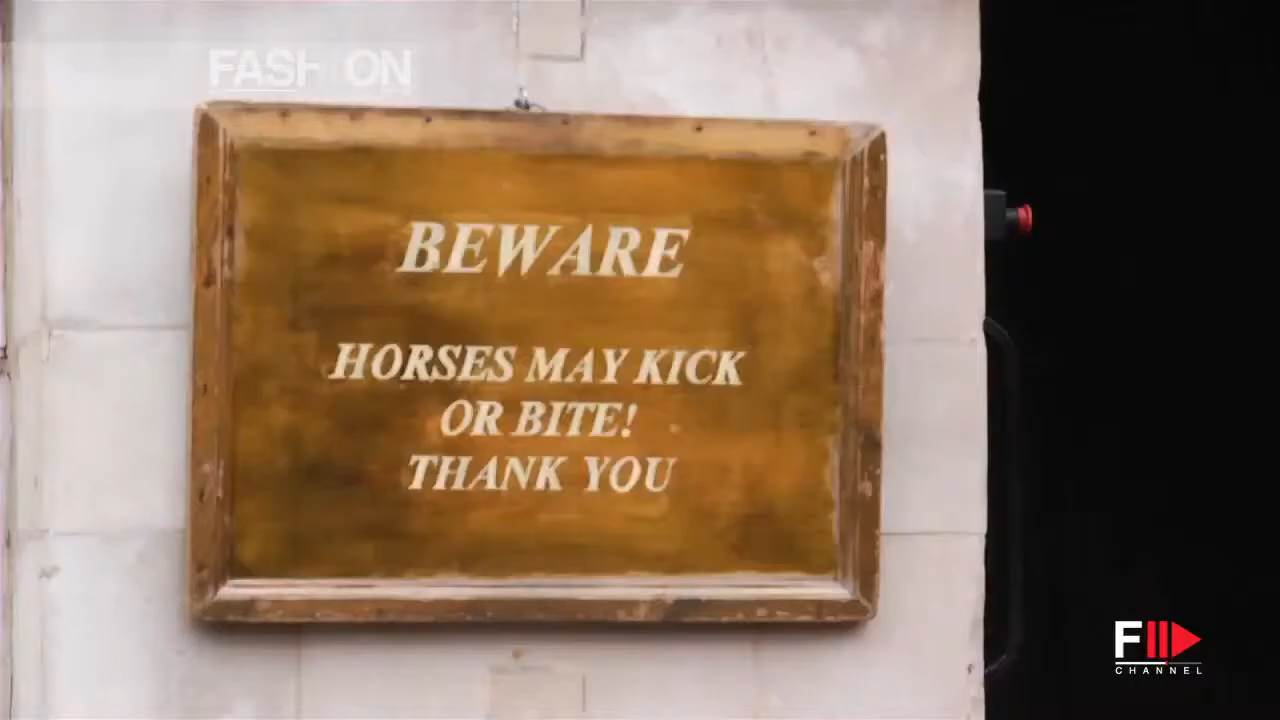 FASHION
BEWARE
HORSES MAY KICK
OR BITE!
THANK YOU
F
CHANNEL